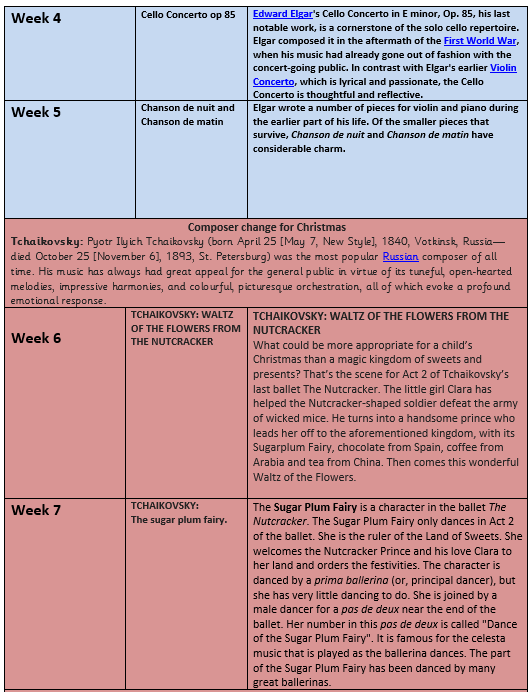 Week 4
Cello Concerto op 85
Edward Elgar's Cello Concerto in E minor, Op. 85, his last
notable work, is a cornerstone of the solo cello repertoire.
Elgar composed it in the aftermath of the First World War,
when his music had already gone out of fashion with the
concert-going public. In contrast with Elgar's earlier Violin
Concerto, which is lyrical and passionate, the Cello
Concerto is thoughtful and reflective.
Week 5
Chanson de nuit and
Chanson de matin
Elgar wrote a number of pieces for violin and piano during
the earlier part of his life. Of the smaller pieces that
survive, Chanson de nuit and Chanson de matin have
considerable charm.
Composer change for Christmas
Tchaikovsky: Pyotr Ilyich Tchaikovsky (born April 25 [May 7, New Style], 1840, Votkinsk, Russia—
died October 25 [November 6], 1893, St. Petersburg) was the most popular Russian composer of all
time. His music has always had great appeal for the general public in virtue of its tuneful, open-hearted
melodies, impressive harmonies, and colourful, picturesque orchestration, all of which evoke a profound
emotional response.
Week 6
TCHAIKOVSKY: WALTZ
OF THE FLOWERS FROM
THE NUTCRACKER
TCHAIKOVSKY: WALTZ OF THE FLOWERS FROM THE
NUTCRACKER
What could be more appropriate for a child's
Christmas than a magic kingdom of sweets and
presents? That's the scene for Act 2 of Tchaikovsky's
last ballet The Nutcracker. The little girl Clara has
helped the Nutcracker-shaped soldier defeat the army
of wicked mice. He turns into a handsome prince who
leads her off to the aforementioned kingdom, with its
Sugarplum Fairy, chocolate from Spain, coffee from
Arabia and tea from China. Then comes this wonderful
Waltz of the Flowers.
Week 7
TCHAIKOVSKY:
The sugar plum fairy.
The Sugar Plum Fairy is a character in the ballet The
Nutcracker. The Sugar Plum Fairy only dances in Act 2
of the ballet. She is the ruler of the Land of Sweets. She
welcomes the Nutcracker Prince and his love Clara to
her land and orders the festivities. The character is
danced by a prima ballerina (or, principal dancer), but
she has very little dancing to do. She is joined by a
male dancer for a pas de deux near the end of the
ballet. Her number in this pas de deux is called "Dance
of the Sugar Plum Fairy". It is famous for the celesta
music that is played as the ballerina dances. The part
of the Sugar Plum Fairy has been danced by many
great ballerinas.